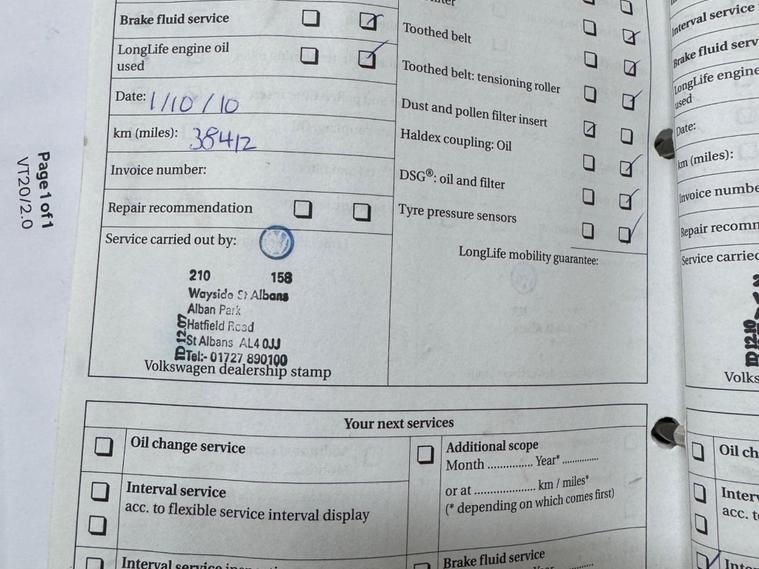 Brake fluid service
LongLife engine oil
used
Date: 1/10/10
km (miles): 38412
Invoice number:
Repair recommendation
Service carried out by:
210 158
Wayside St Albans
Alban Park
Hatfield Road
St Albans AL4 0JJ
Tel:- 01727 890100
Volkswagen dealership stamp
Toothed belt
Toothed belt: tensioning roller
Dust and pollen filter insert
Haldex coupling: Oil
DSG®: oil and filter
Tyre pressure sensors
LongLife mobility guarantee:
Your next services
Oil change service
Interval service
acc. to flexible service interval display
Additional scope
Month .............. Year* ..............
or at .................... km / miles*
(* depending on which comes first)
Brake fluid service
Page 1 of 1
VT20/2.0
Interval service
Brake fluid serv
LongLife engine
used
Date:
km (miles):
Invoice numbe
Repair recomn
Service carried
Volks
Oil ch
Interv
acc. to